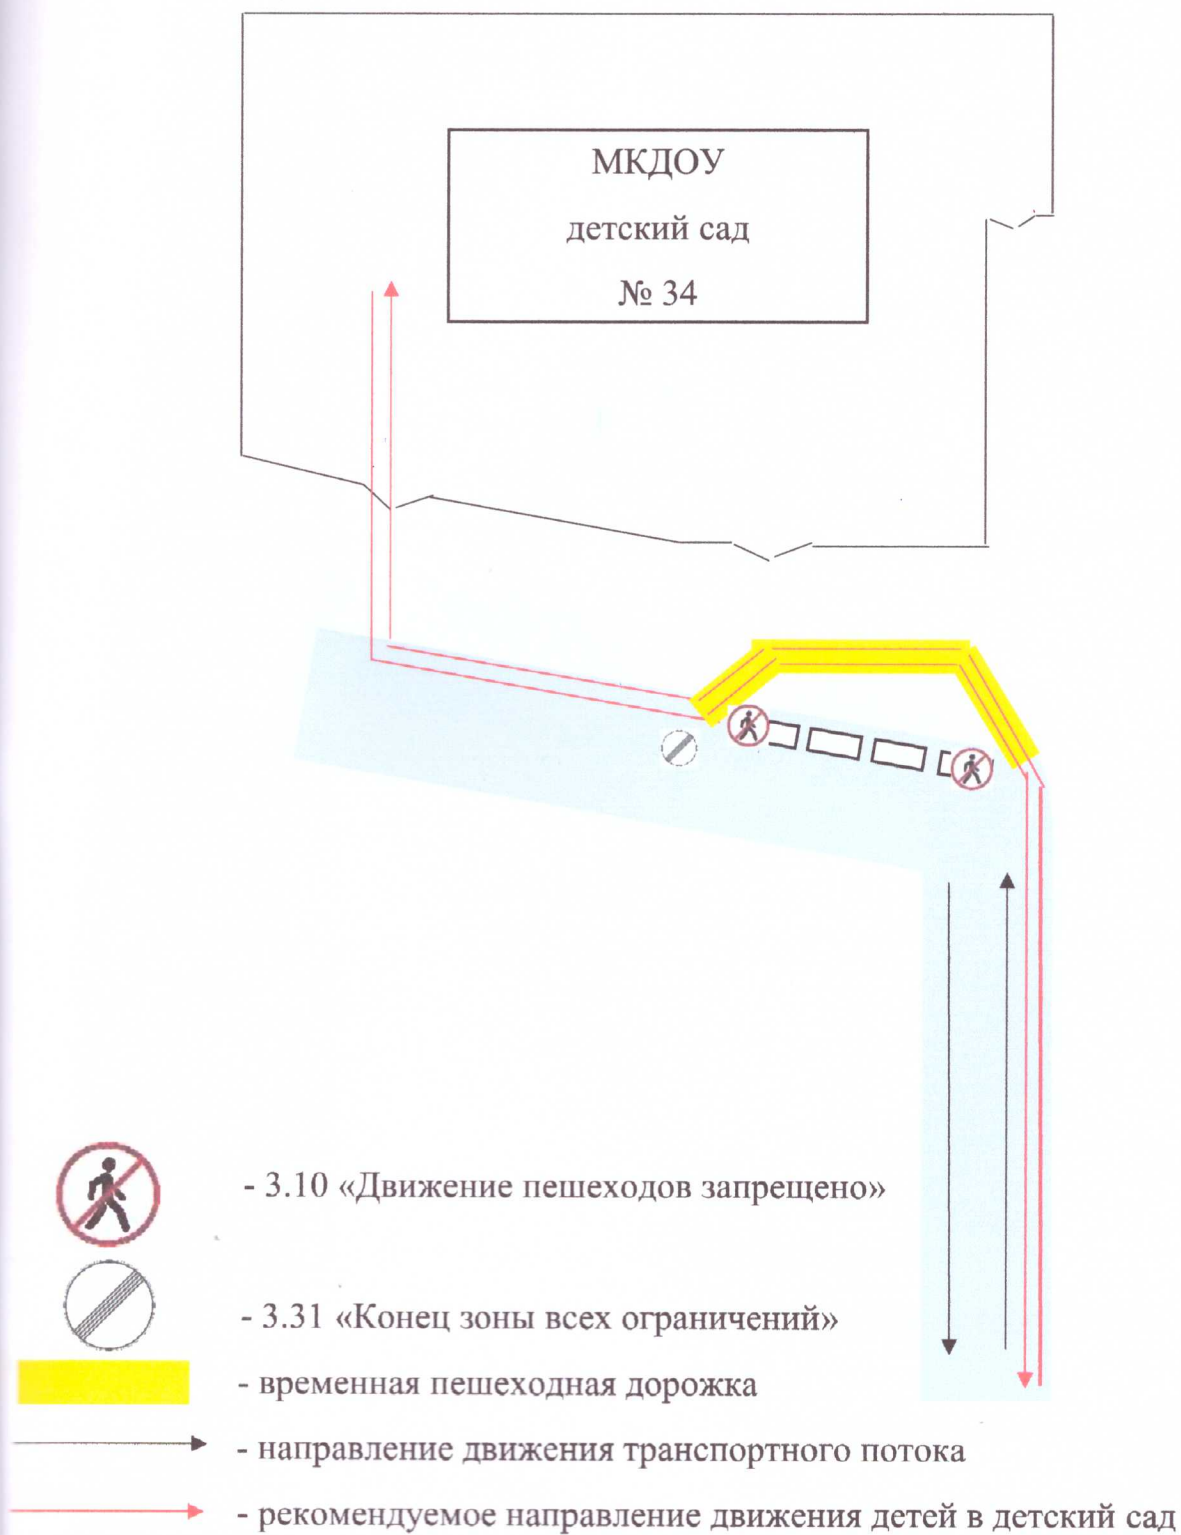 МКДОУ
детский сад
№ 34
- 3.10 «Движение пешеходов запрещено»
- 3.31 «Конец зоны всех ограничений»
- временная пешеходная дорожка
- направление движения транспортного потока
- рекомендуемое направление движения детей в детский сад